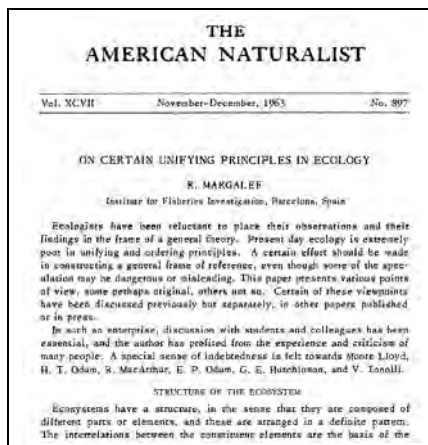 THE
AMERICAN NATURALIST
Vol. XCVII November-December, 1963 No. 897
ON CERTAIN UNIFYING PRINCIPLES IN ECOLOGY
R. MARGALEF
Institute for Fisheries Investigation, Barcelona, Spain
Ecologists have been reluctant to place their observations and their
findings in the frame of a general theory. Present day ecology is extremely
poor in unifying and ordering principles. A certain effort should be made
in constructing a general frame of reference, even though some of the spec-
ulation may be dangerous or misleading. This paper presents various points
of view, some perhaps original, others not so. Certain of these viewpoints
have been discussed previously but separately, in other papers published
or in press.
In such an enterprise, discussion with students and colleagues has been
essential, and the author has profited from the experience and criticism of
many people. A special sense of indebtedness is felt towards Moore Lloyd,
H. T. Odum, R. MacArthur, E. P. Odum, G. E. Hutchinson, and V. Tonolli.
STRUCTURE OF THE ECOSYSTEM
Ecosystems have a structure, in the sense that they are composed of
different parts or elements, and these are arranged in a definite pattern.
The interrelations between the constituent elements are the basis of the